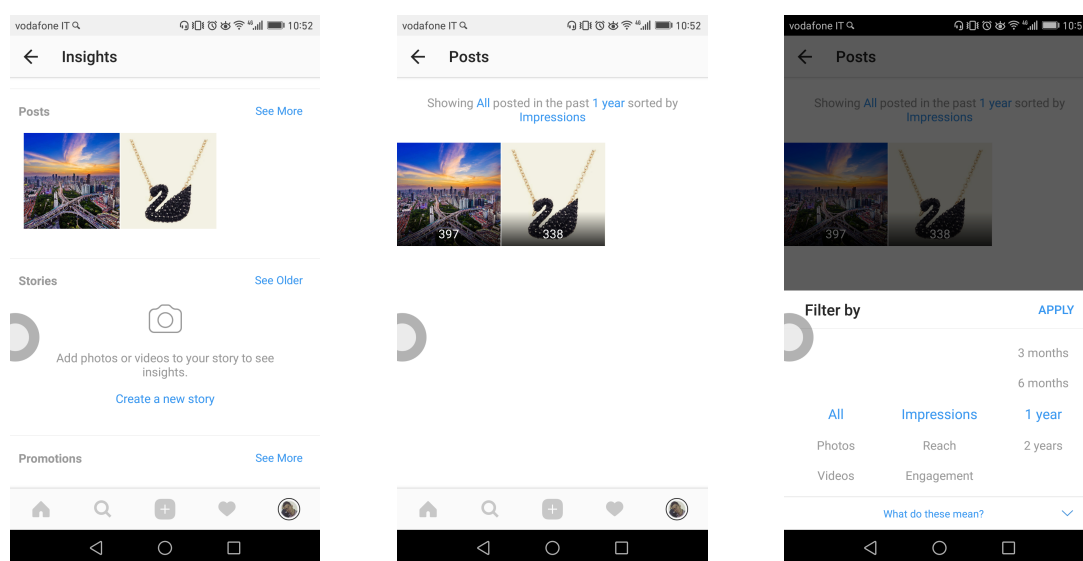 vodafone IT 10:52
Insights
Posts See More
Stories See Older
Add photos or videos to your story to see
insights.
Create a new story
Promotions See More
vodafone IT 10:52
Posts
Showing All posted in the past 1 year sorted by
Impressions
397 338
vodafone IT 10:5
Posts
Showing All posted in the past 1 year sorted by
Impressions
397 338
Filter by APPLY
3 months
6 months
All Impressions 1 year
Photos Reach 2 years
Videos Engagement
What do these mean?